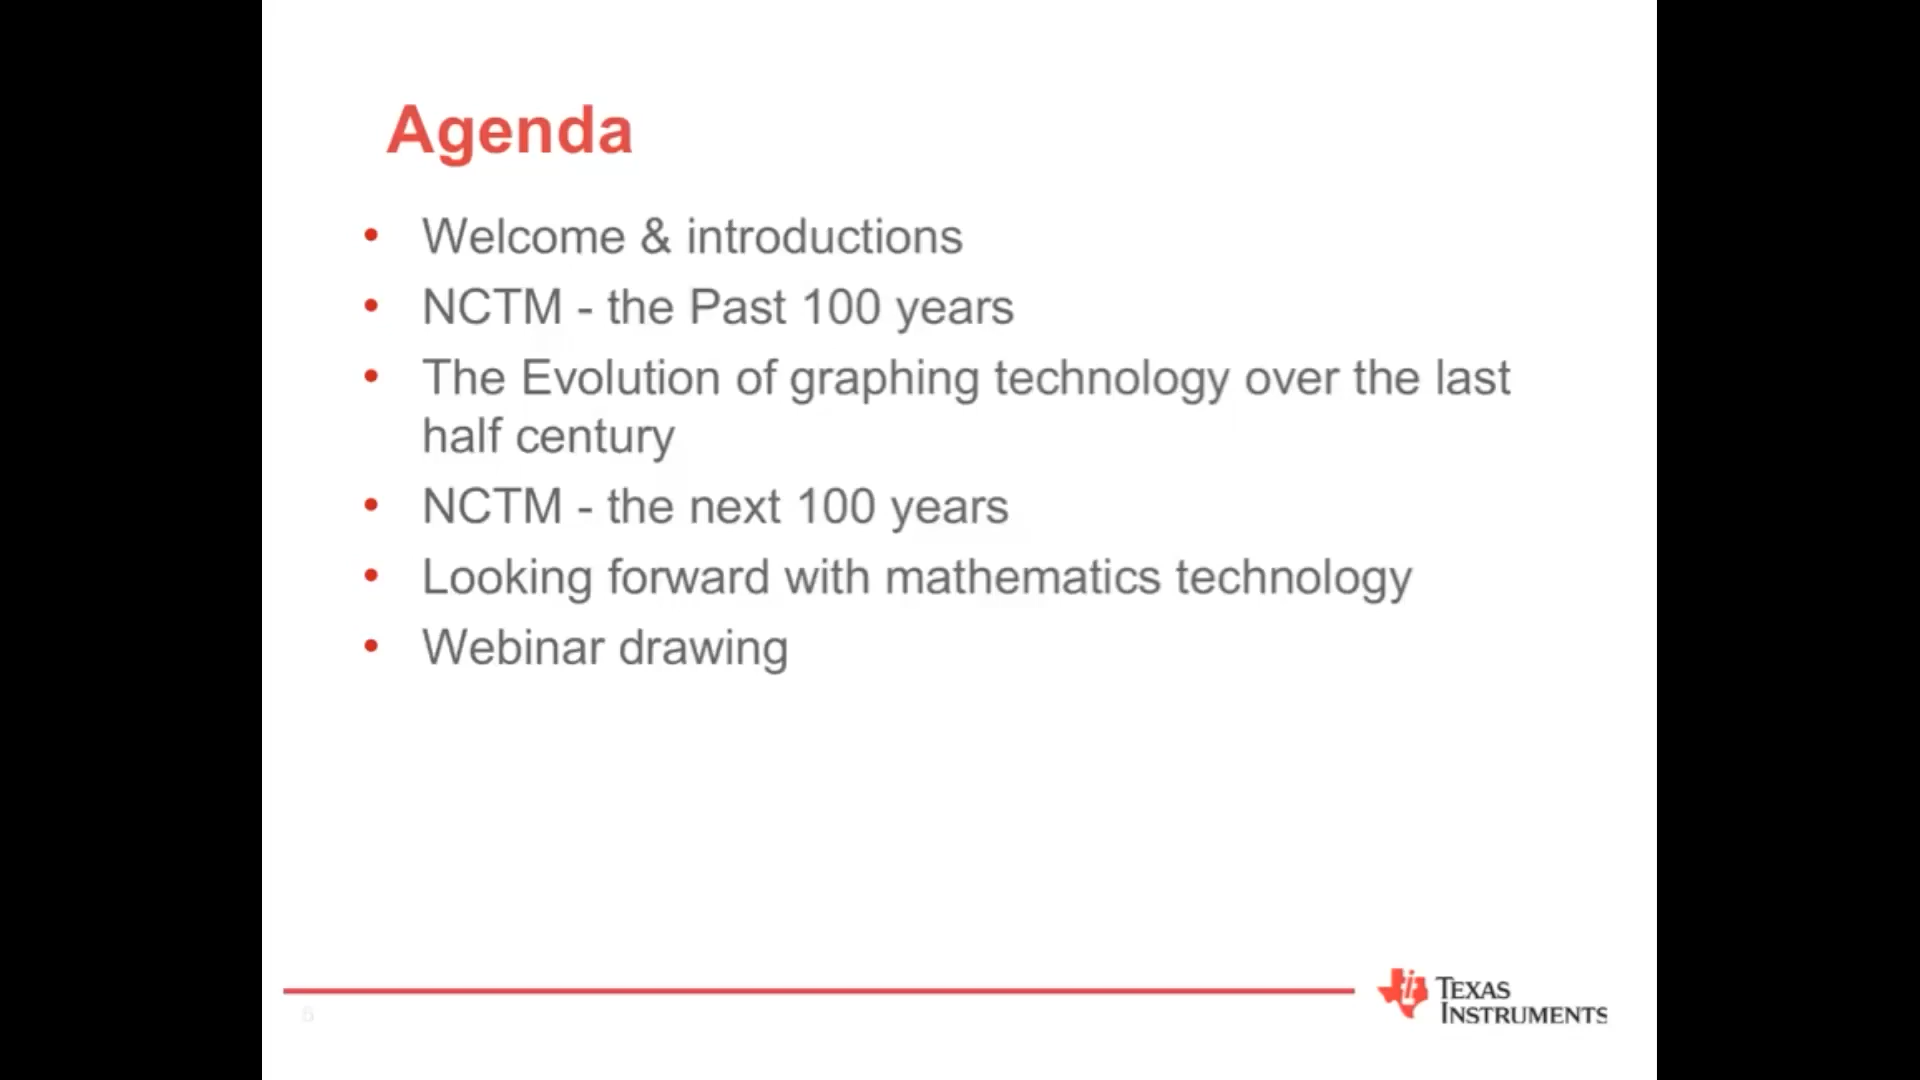 Agenda
• Welcome & introductions
• NCTM - the Past 100 years
• The Evolution of graphing technology over the last
half century
• NCTM - the next 100 years
• Looking forward with mathematics technology
• Webinar drawing
TEXAS
INSTRUMENTS